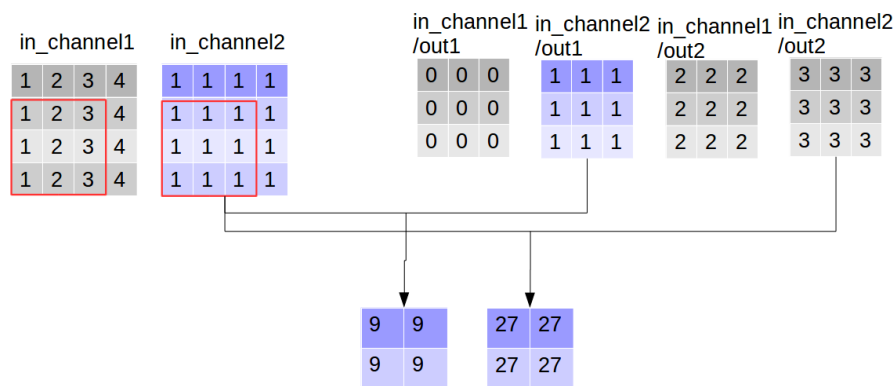 in_channel1
in_channel2
in_channel1
/out1
in_channel2
/out1
in_channel1
/out2
in_channel2
/out2
1 2 3 4
1 2 3 4
1 2 3 4
1 2 3 4
1 1 1 1
1 1 1 1
1 1 1 1
1 1 1 1
0 0 0
0 0 0
0 0 0
1 1 1
1 1 1
1 1 1
2 2 2
2 2 2
2 2 2
3 3 3
3 3 3
3 3 3
9 9
9 9
27 27
27 27